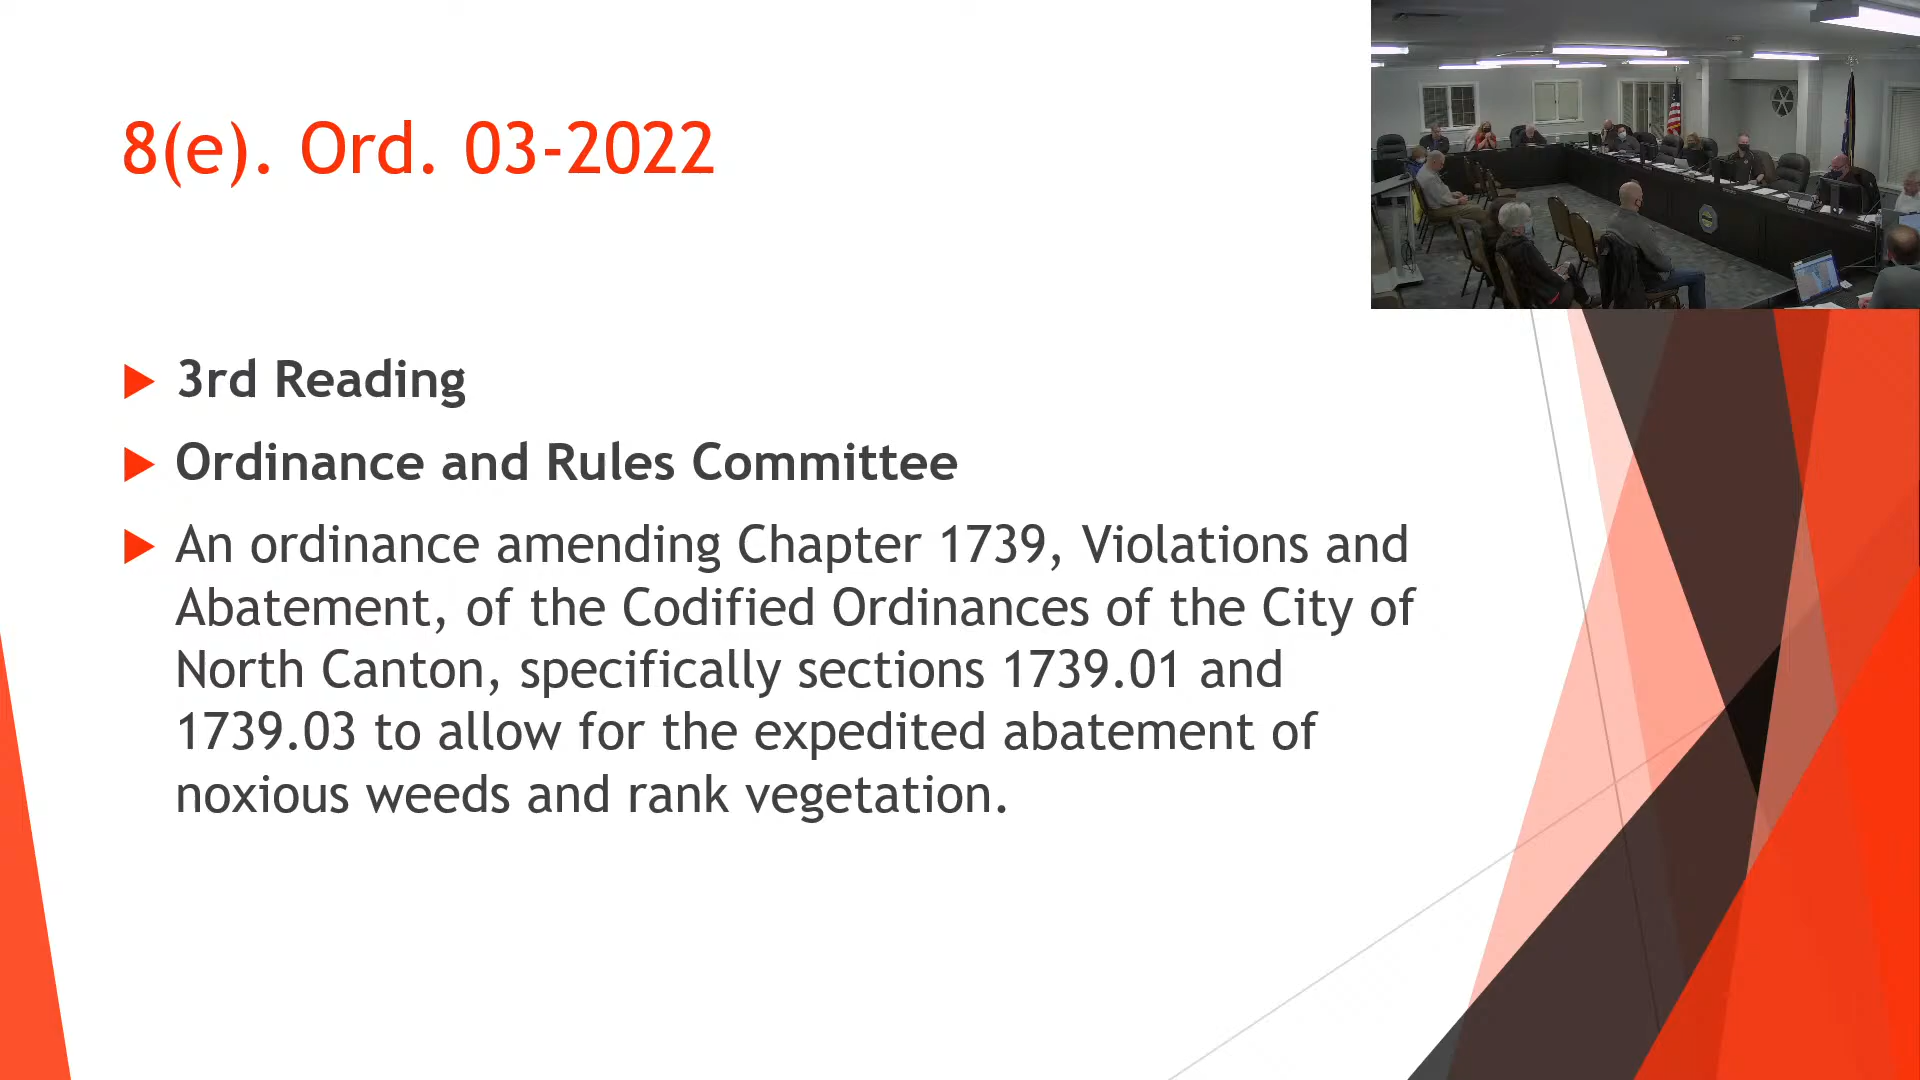 8(e). Ord. 03-2022
3rd Reading
Ordinance and Rules Committee
An ordinance amending Chapter 1739, Violations and
Abatement, of the Codified Ordinances of the City of
North Canton, specifically sections 1739.01 and
1739.03 to allow for the expedited abatement of
noxious weeds and rank vegetation.